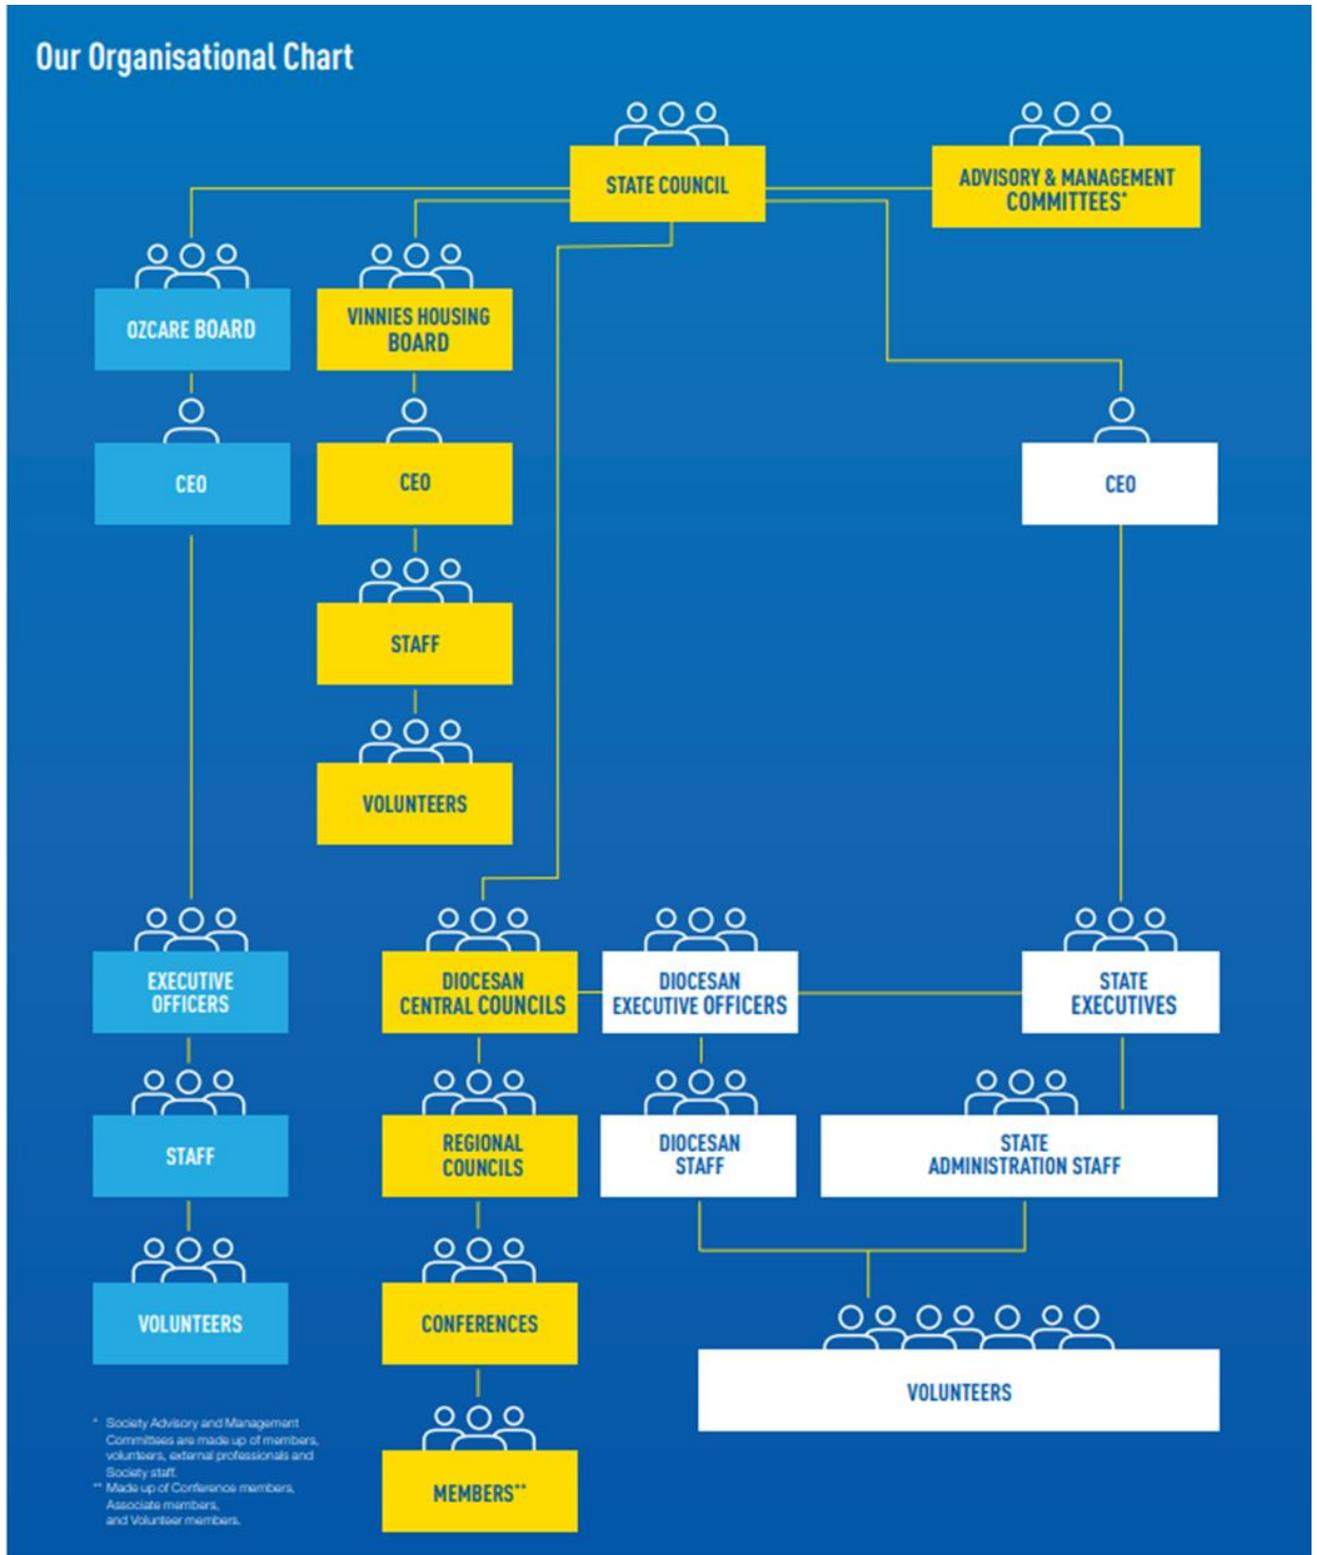 Our Organisational Chart
STATE COUNCIL
ADVISORY & MANAGEMENT
COMMITTEES*
OZCARE BOARD
VINNIES HOUSING
BOARD
CEO
CEO
CEO
STAFF
VOLUNTEERS
EXECUTIVE
OFFICERS
DIOCESAN
CENTRAL COUNCILS
DIOCESAN
EXECUTIVE OFFICERS
STATE
EXECUTIVES
STAFF
REGIONAL
COUNCILS
DIOCESAN
STAFF
STATE
ADMINISTRATION STAFF
VOLUNTEERS
CONFERENCES
VOLUNTEERS
MEMBERS**
* Society Advisory and Management
Committees are made up of members,
volunteers, external professionals and
Society staff.
** Made up of Conference members,
Associate members,
and Volunteer members.